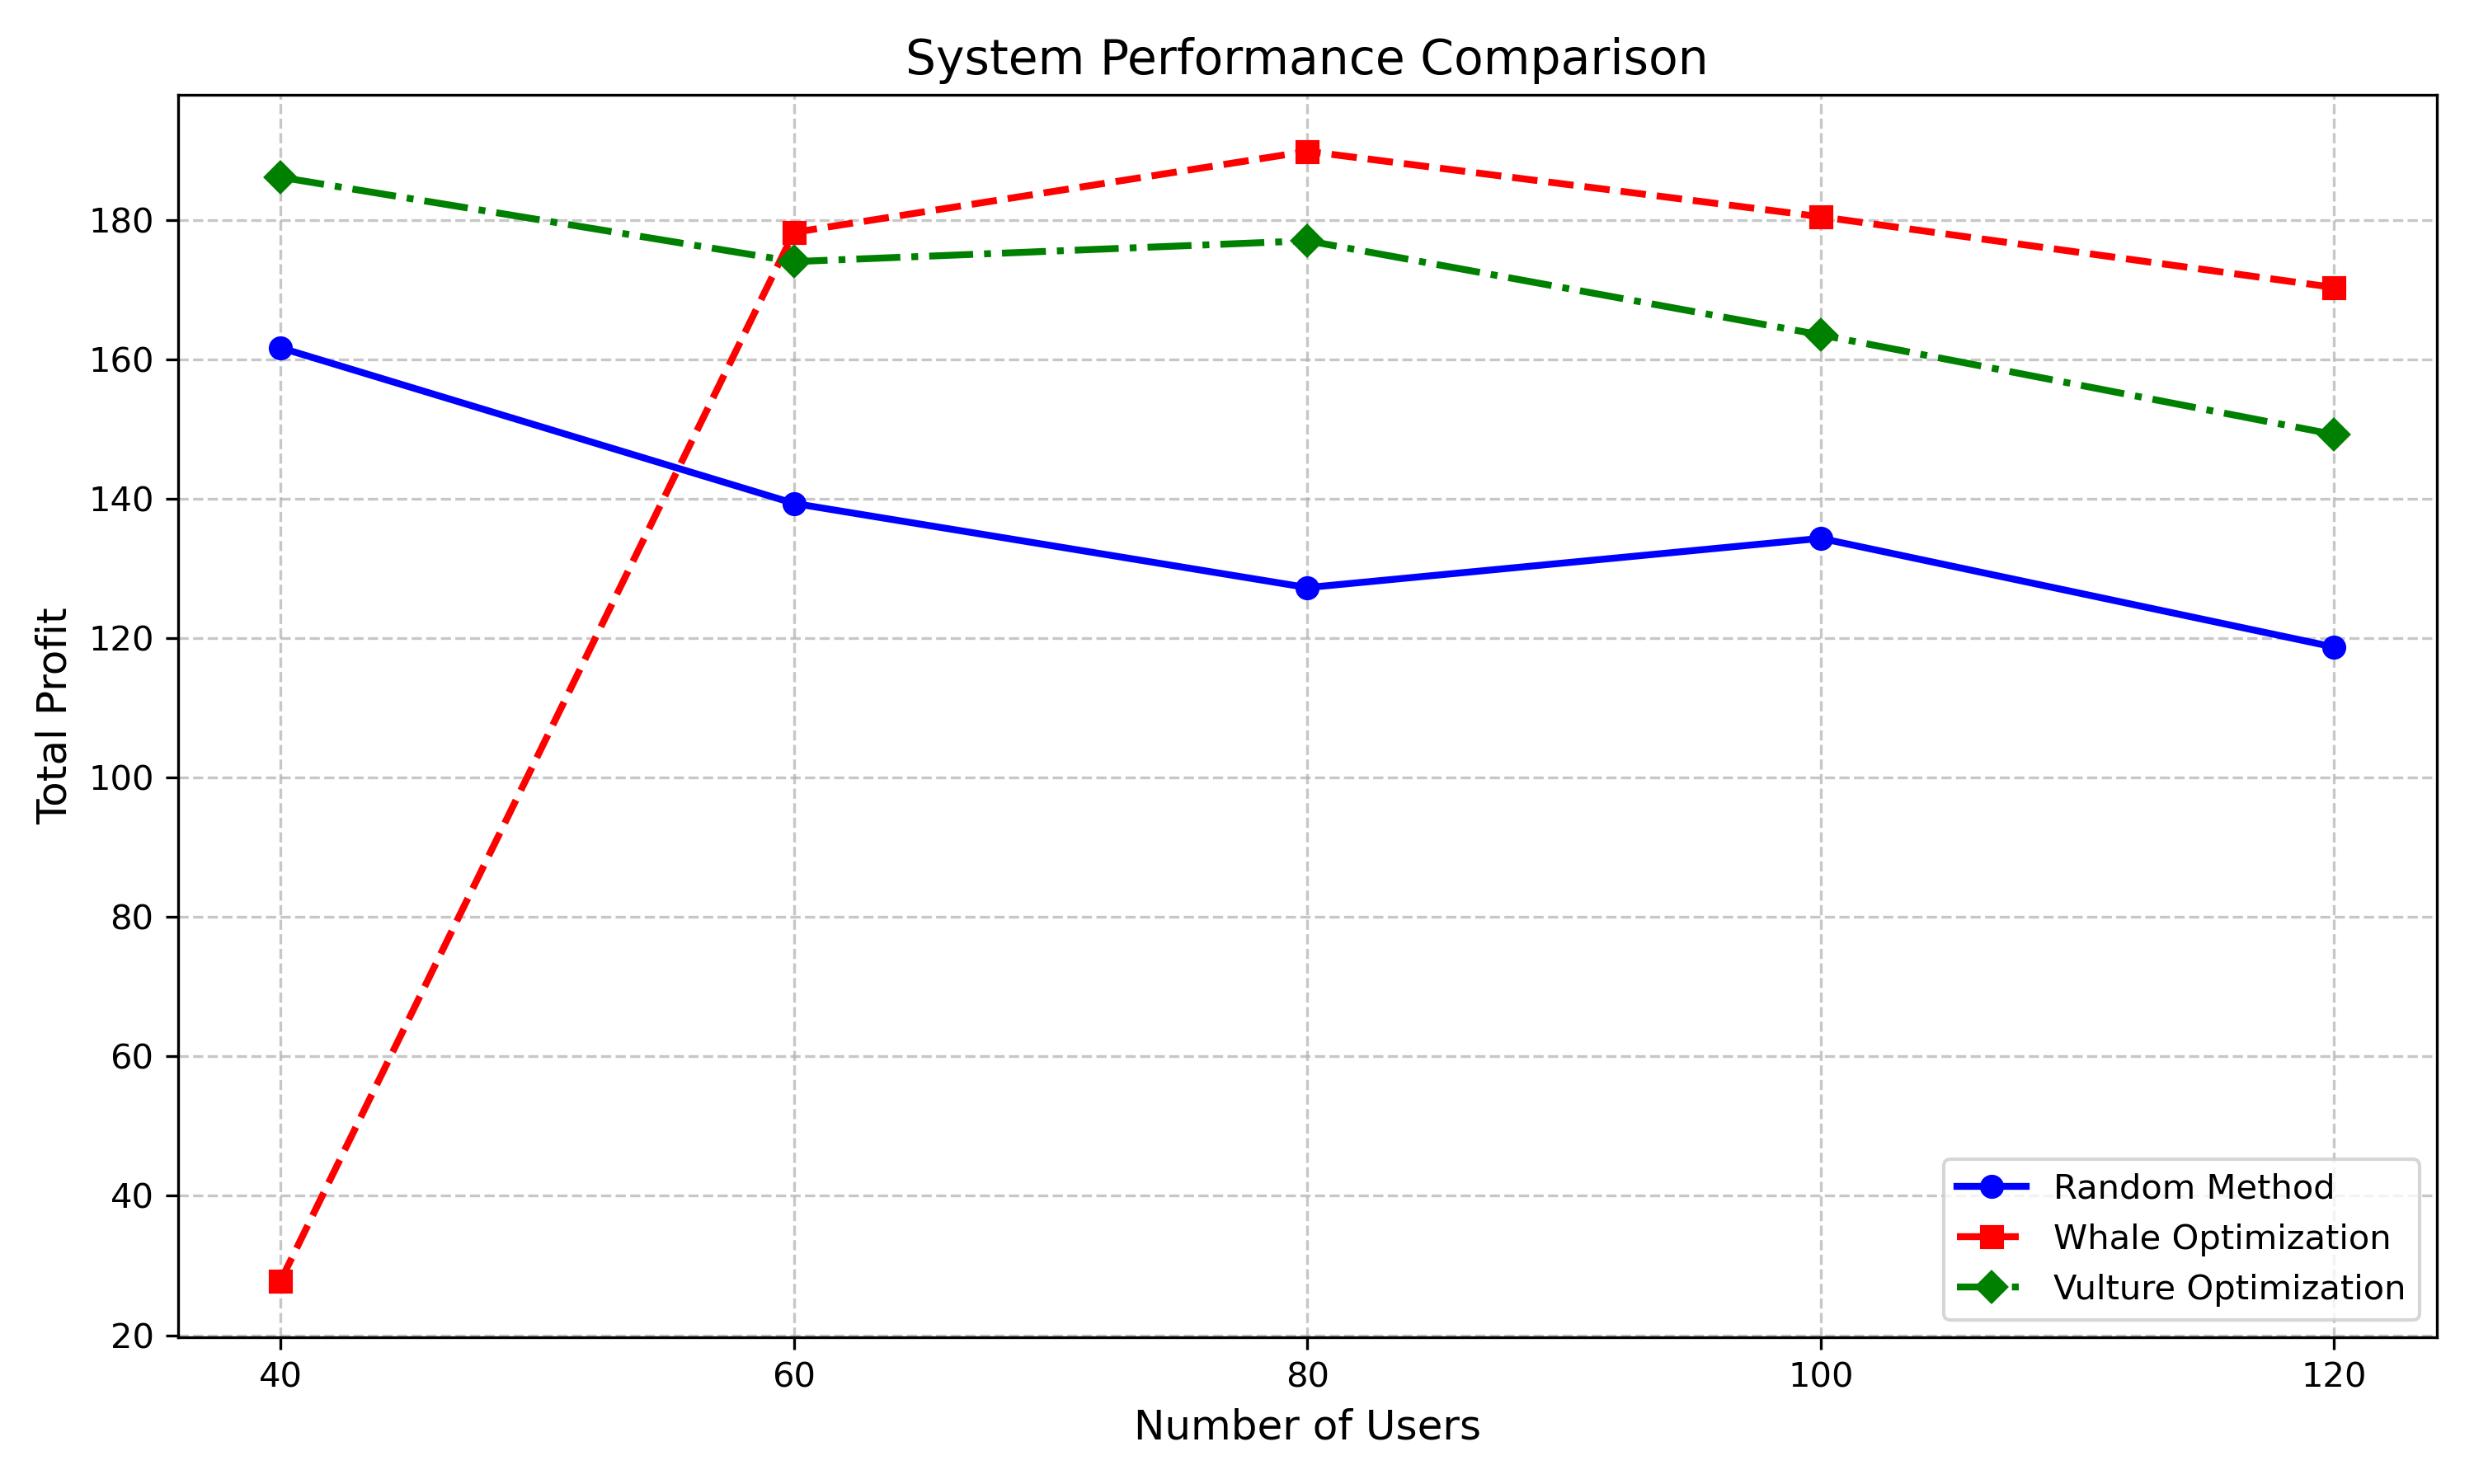 System Performance Comparison
Total Profit
180
160
140
120
100
80
60
40
20
40 60 80 100 120
Number of Users
Random Method
Whale Optimization
Vulture Optimization